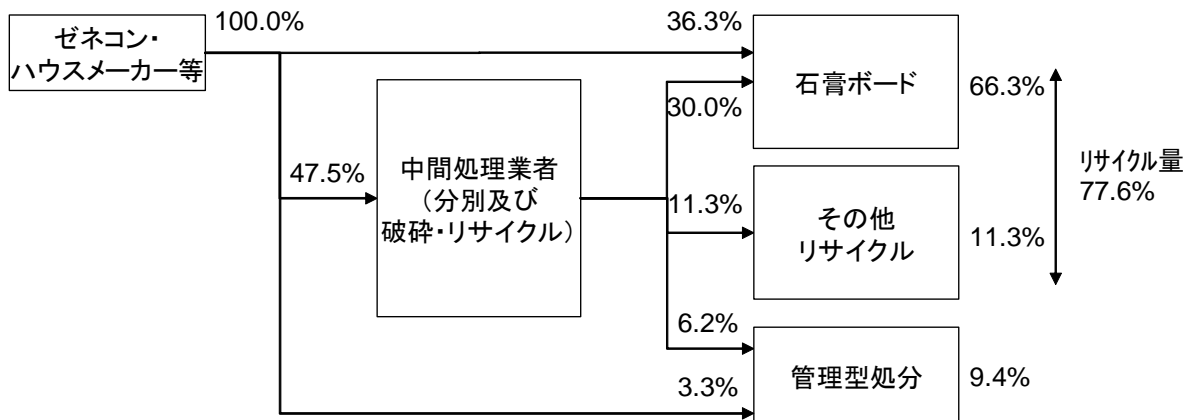 ゼネコン・
ハウスメーカー等
100.0%
36.3%
石膏ボード
66.3%
30.0%
47.5%
中間処理業者
（分別及び
破砕・リサイクル）
11.3%
その他
リサイクル
11.3%
リサイクル量
77.6%
6.2%
3.3%
管理型処分
9.4%